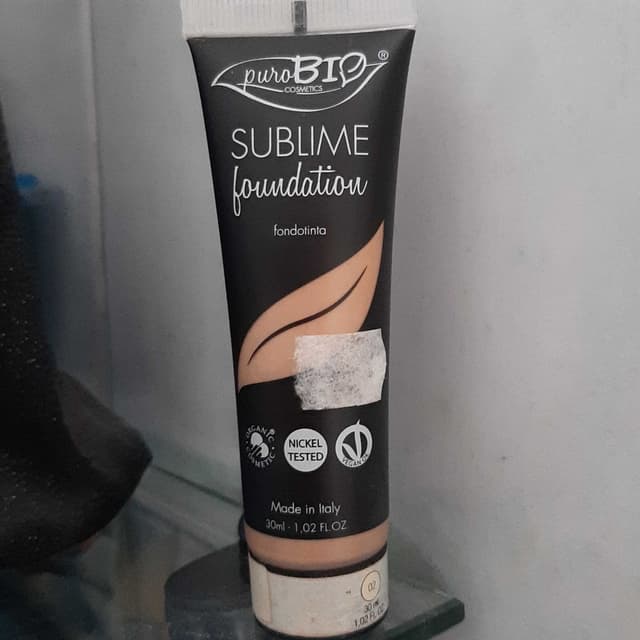 puroBIO®
COSMETICS
SUBLIME
foundation
fondotinta
ORGANIC
COSMETIC
NICKEL
TESTED
VEGAN OK
Made in Italy
30ml - 1,02 FL.OZ.
02
30 ml
1,02 FL.OZ.